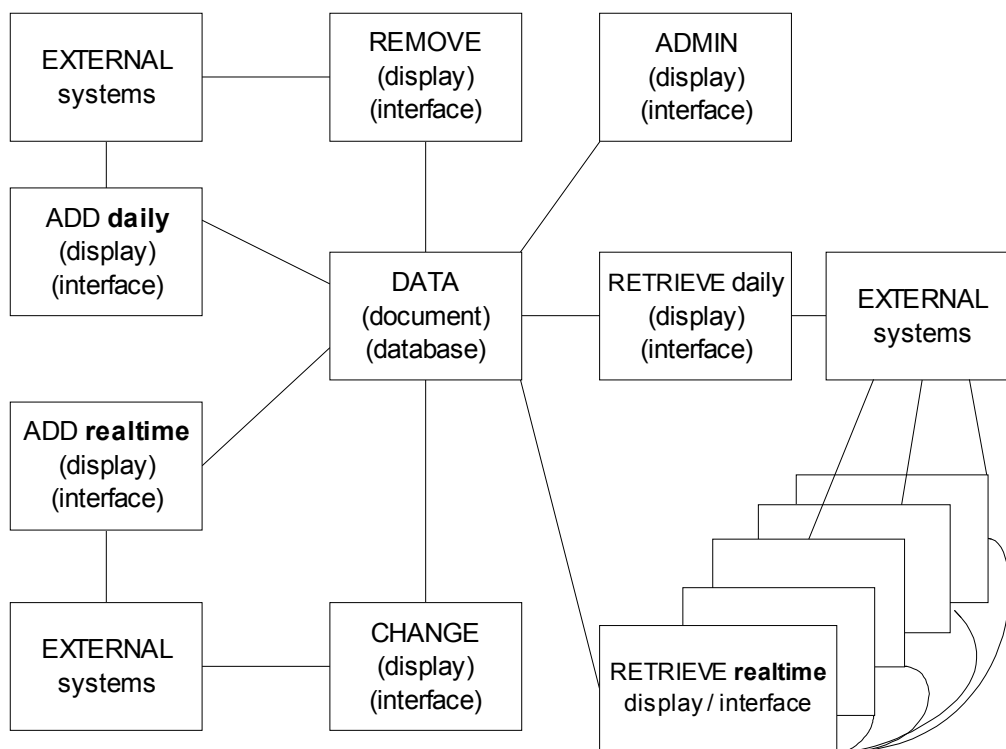 EXTERNAL
systems
REMOVE
(display)
(interface)
ADMIN
(display)
(interface)
ADD daily
(display)
(interface)
DATA
(document)
(database)
RETRIEVE daily
(display)
(interface)
EXTERNAL
systems
ADD realtime
(display)
(interface)
EXTERNAL
systems
CHANGE
(display)
(interface)
RETRIEVE realtime
display / interface